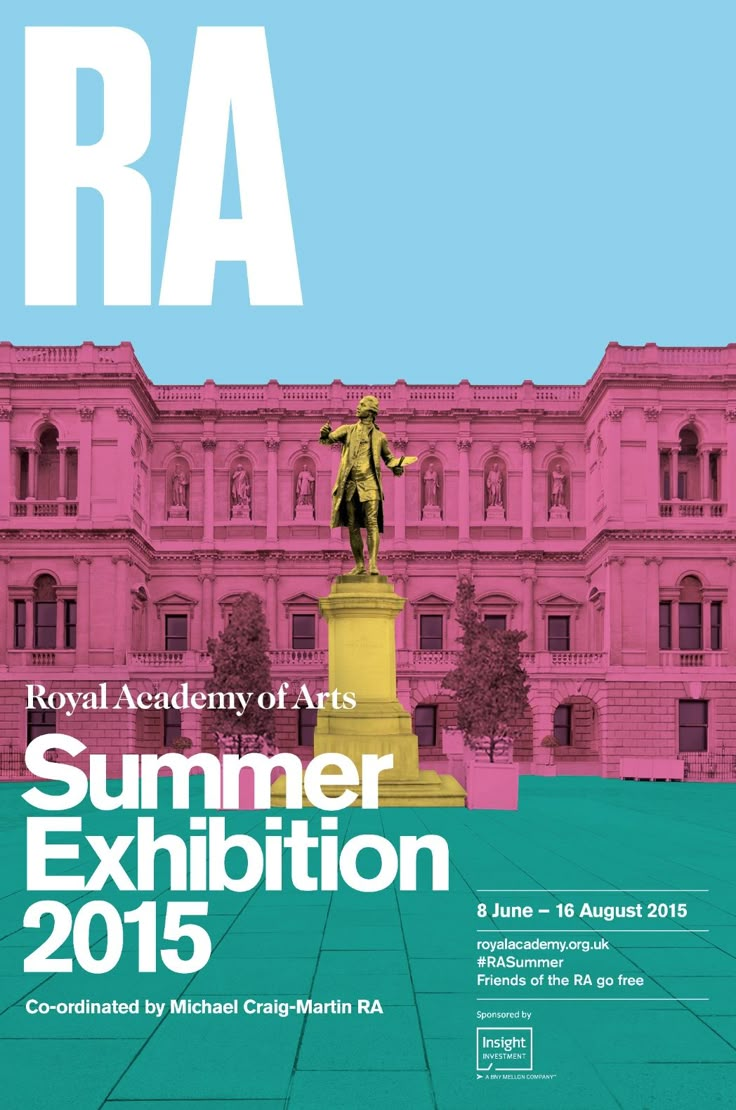 RA
Royal Academy of Arts
Summer
Exhibition
2015
Co-ordinated by Michael Craig-Martin RA
8 June – 16 August 2015
royalacademy.org.uk
#RASummer
Friends of the RA go free
Sponsored by
Insight
INVESTMENT
A BNY MELLON COMPANY℠